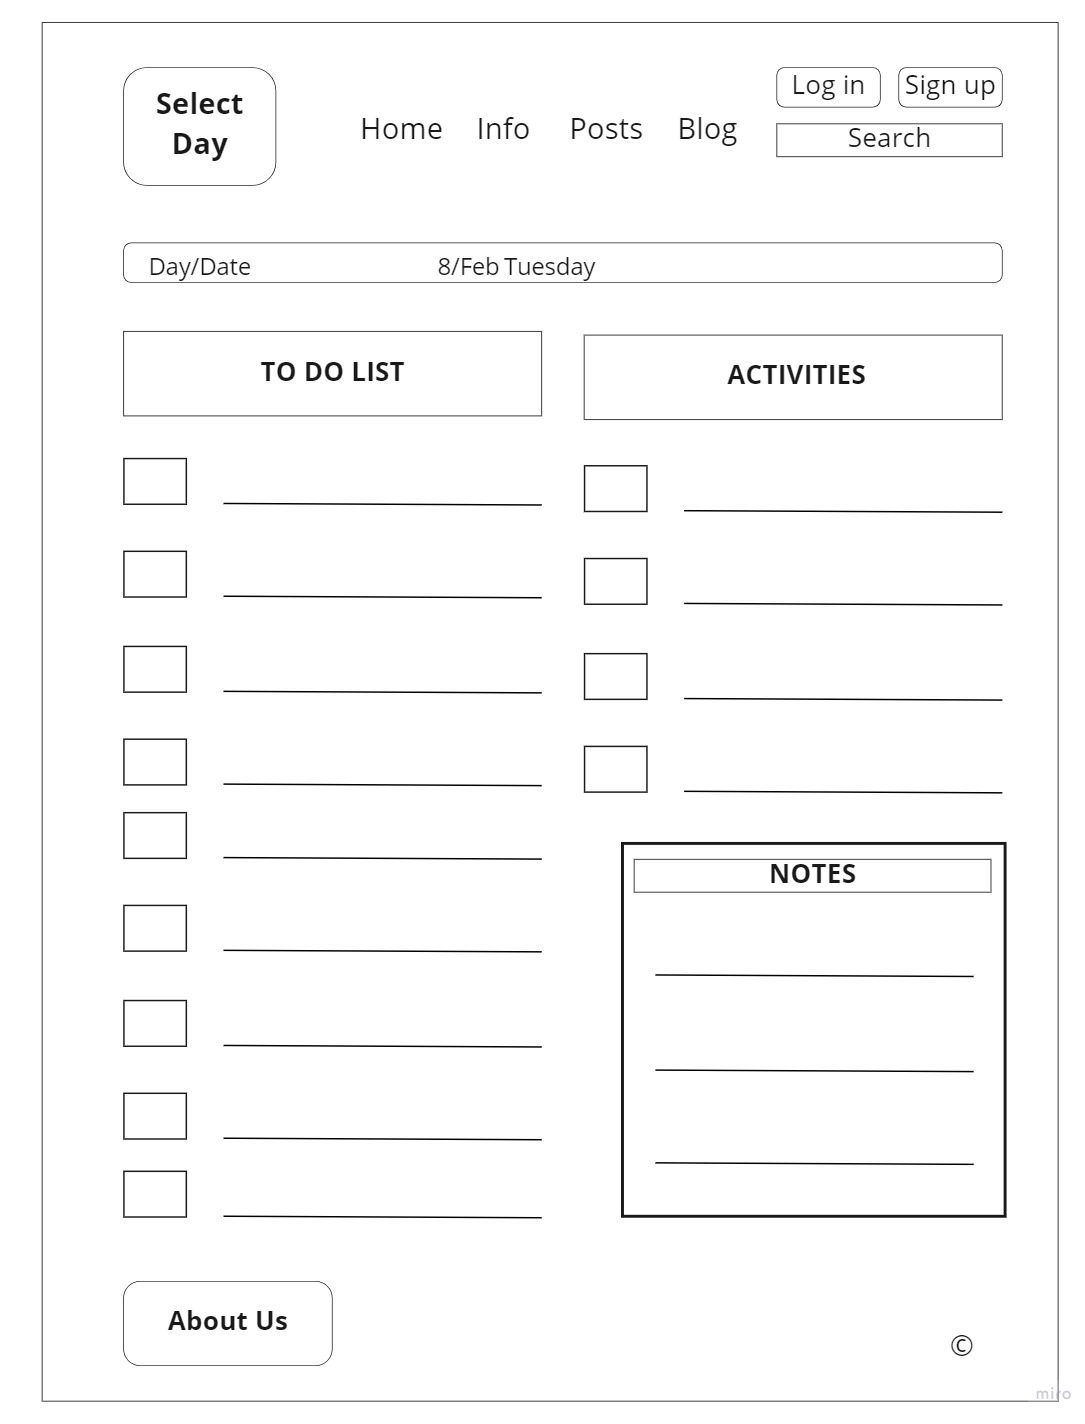 Select
Day
Home Info Posts Blog
Log in Sign up
Search
Day/Date 8/Feb Tuesday
TO DO LIST
ACTIVITIES
NOTES
About Us
©
miro